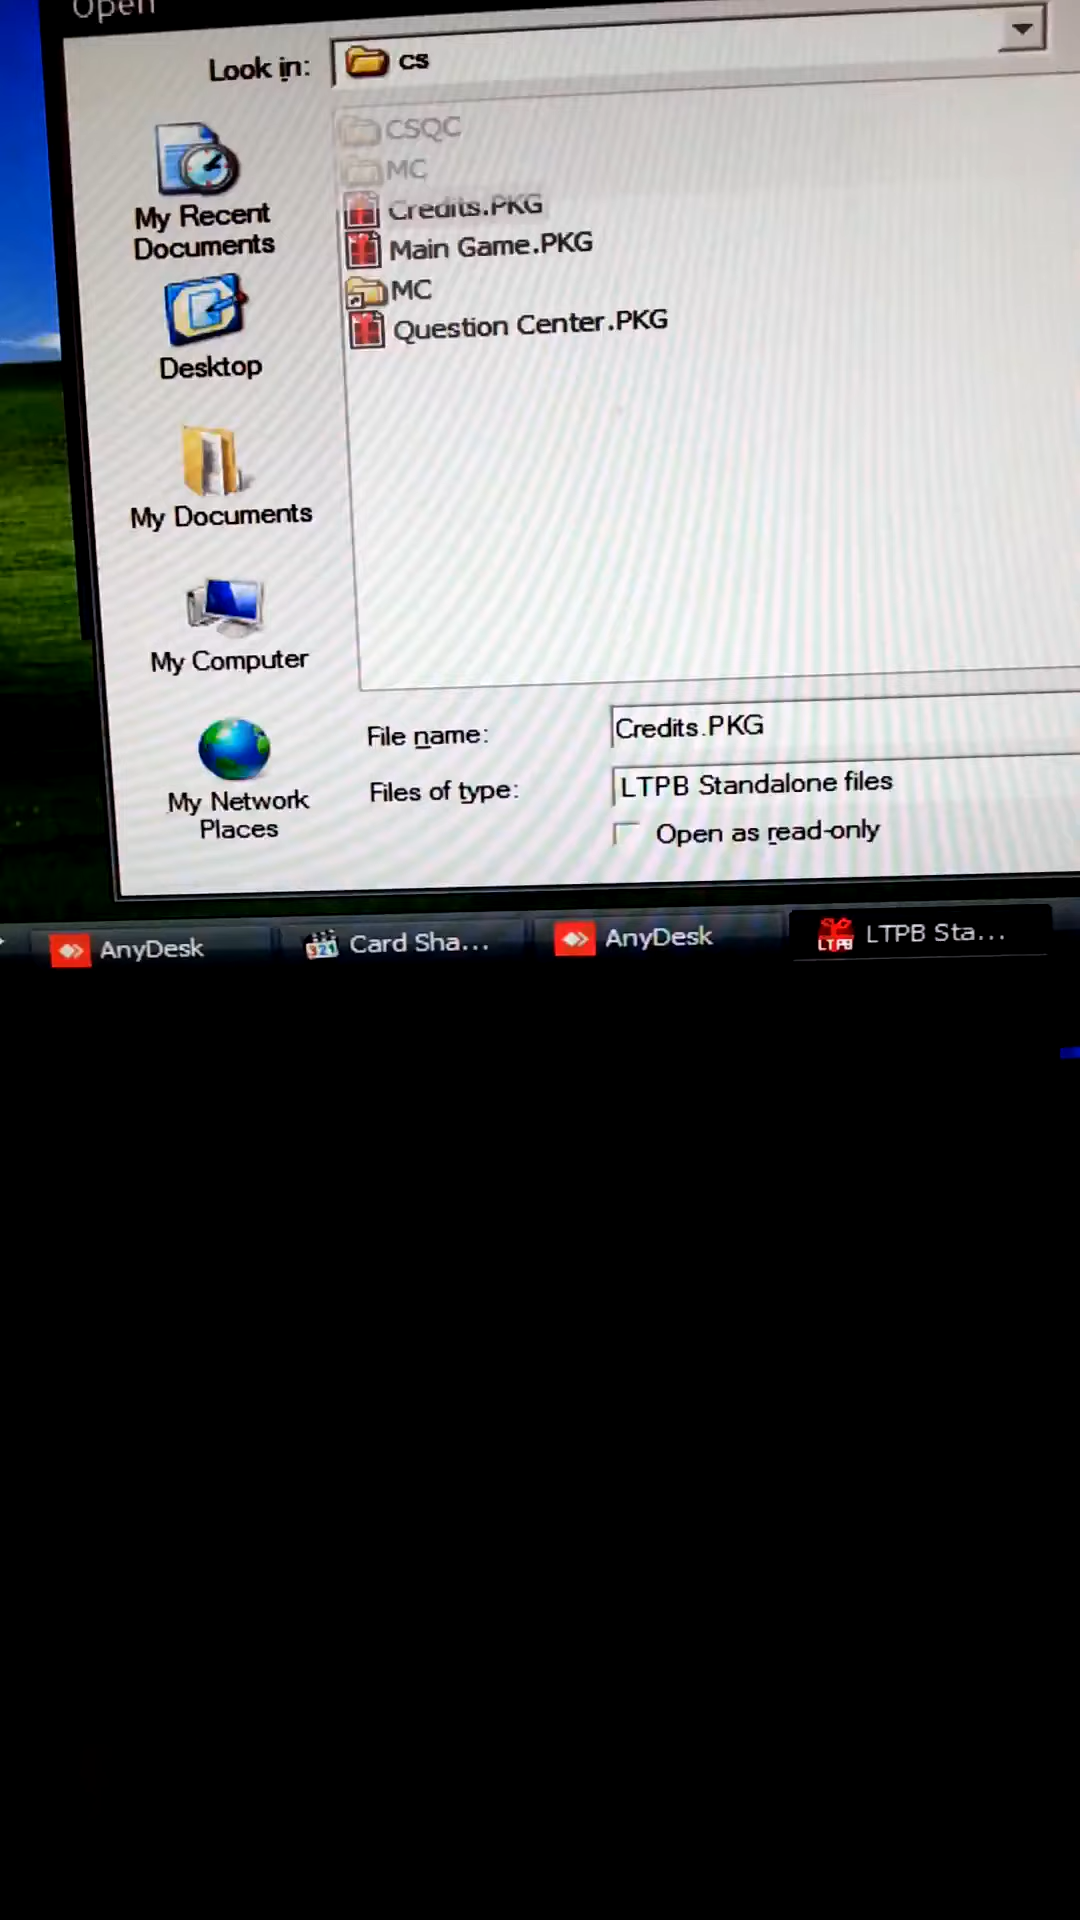 Open
Look in:
cs
CSQC
MC
Credits.PKG
Main Game.PKG
MC
Question Center.PKG
My Recent
Documents
Desktop
My Documents
My Computer
My Network
Places
File name:
Credits.PKG
Files of type:
LTPB Standalone files
Open as read-only
AnyDesk
321
Card Sha...
AnyDesk
LTPB
LTPB Sta...